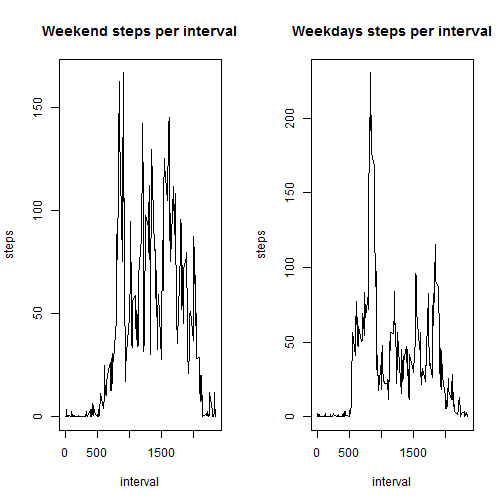 Weekend steps per interval
steps
0
50
100
150
0
500
1500
interval
Weekdays steps per interval
steps
0
50
100
150
200
0
500
1500
interval